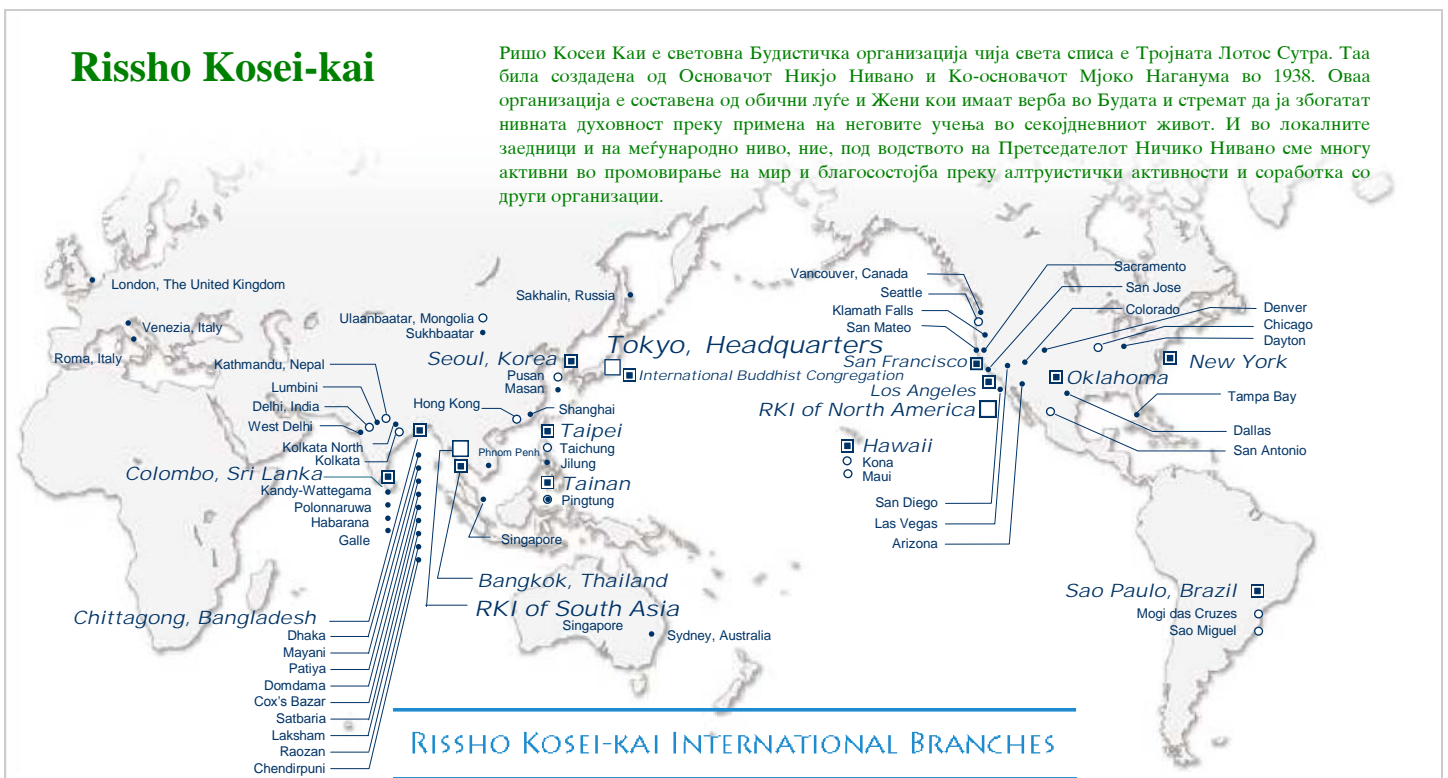 Rissho Kosei-kai
Ришо Косеи Каи е световна Будистичка организација чија света списа е Тројната Лотос Сутра. Таа
била создадена од Основачот Никјо Нивано и Ко-основачот Мјоко Наганума во 1938. Оваа
организација е составена од обични луѓе и Жени кои имаат верба во Будата и стремат да ја збогатат
нивната духовност преку примена на неговите учења во секојдневниот живот. И во локалните
заедници и на меѓународно ниво, ние, под водството на Претседателот Ничико Нивано сме многу
активни во промовирање на мир и благосостојба преку алтруистички активности и соработка со
други организации.
London, The United Kingdom
Venezia, Italy
Roma, Italy
Sakhalin, Russia
Ulaanbaatar, Mongolia
Sukhbaatar
Seoul, Korea
Pusan
Masan
Tokyo, Headquarters
International Buddhist Congregation
Kathmandu, Nepal
Lumbini
Delhi, India
West Delhi
Kolkata North
Kolkata
Hong Kong
Shanghai
Taipei
Taichung
Jilung
Tainan
Pingtung
Phnom Penh
Colombo, Sri Lanka
Kandy-Wattegama
Polonnaruwa
Habarana
Galle
Singapore
Bangkok, Thailand
RKI of South Asia
Singapore
Sydney, Australia
Chittagong, Bangladesh
Dhaka
Mayani
Patiya
Domdama
Cox's Bazar
Satbaria
Laksham
Raozan
Chendirpuni
Vancouver, Canada
Seattle
Klamath Falls
San Mateo
San Francisco
Los Angeles
RKI of North America
Sacramento
San Jose
Colorado
Denver
Chicago
Dayton
New York
Oklahoma
Tampa Bay
Dallas
San Antonio
Hawaii
Kona
Maui
San Diego
Las Vegas
Arizona
Sao Paulo, Brazil
Mogi das Cruzes
Sao Miguel
Rissho Kosei-kai International Branches